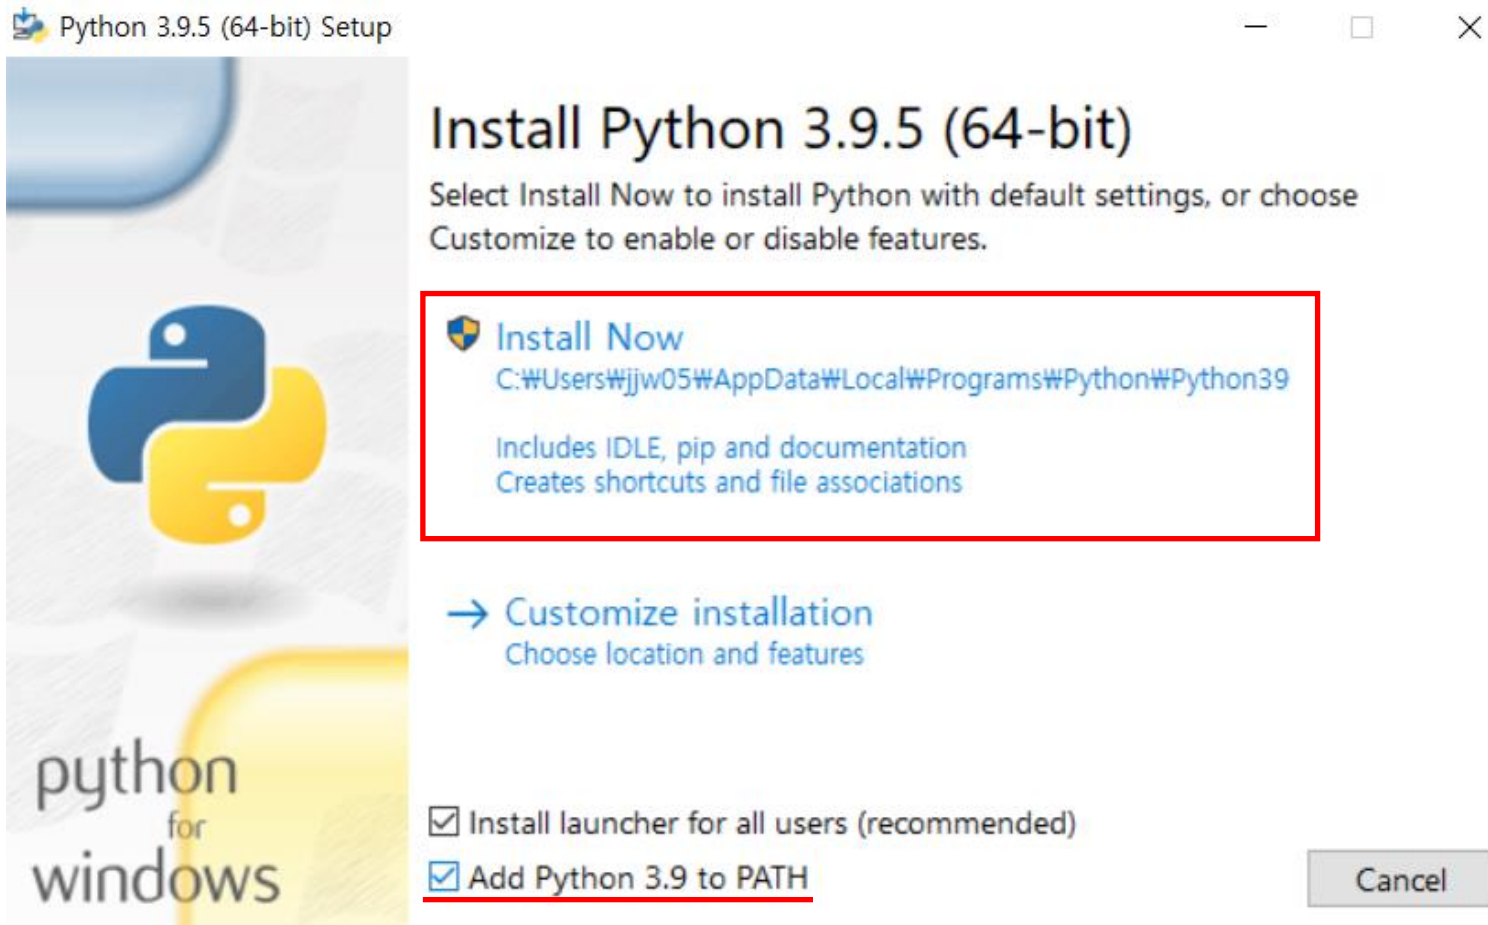 Python 3.9.5 (64-bit) Setup
Install Python 3.9.5 (64-bit)
Select Install Now to install Python with default settings, or choose
Customize to enable or disable features.
Install Now
C:₩Users₩jjw05₩AppData₩Local₩Programs₩Python₩Python39
Includes IDLE, pip and documentation
Creates shortcuts and file associations
Customize installation
Choose location and features
python
for
windows
Install launcher for all users (recommended)
Add Python 3.9 to PATH
Cancel